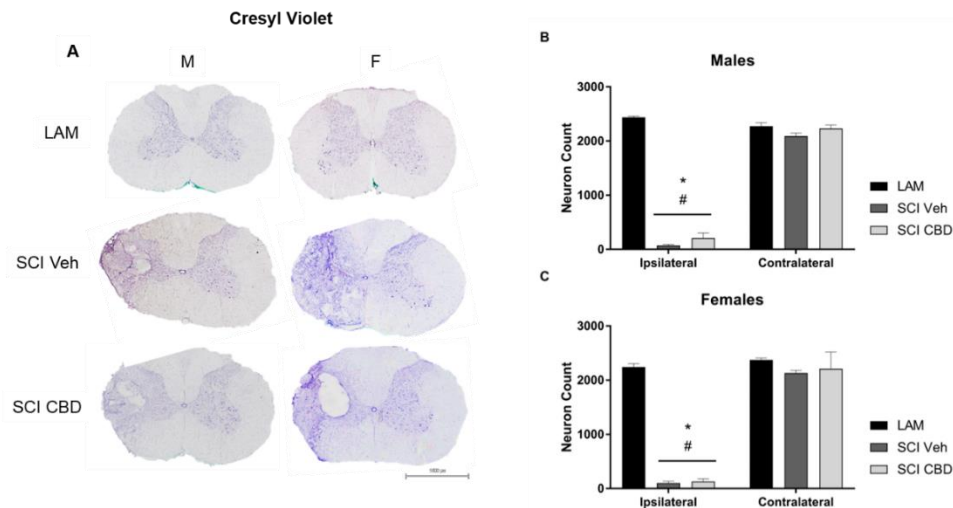 Cresyl Violet
A
M
F
LAM
SCI Veh
SCI CBD
B
Males
3000
2000
1000
0
Neuron Count
*
#
Ipsilateral
Contralateral
LAM
SCI Veh
SCI CBD
C
Females
3000
2000
1000
0
Neuron Count
*
#
Ipsilateral
Contralateral
LAM
SCI Veh
SCI CBD